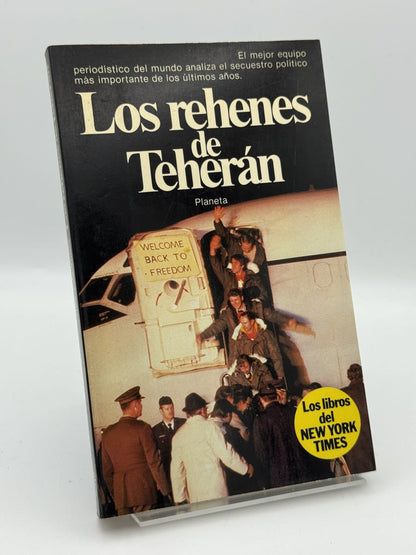 El mejor equipo
periodístico del mundo analiza el secuestro político
más importante de los últimos años.
Los rehenes
de
Teherán
Planeta
WELCOME
BACK TO
FREEDOM
Los libros
del
NEW YORK
TIMES